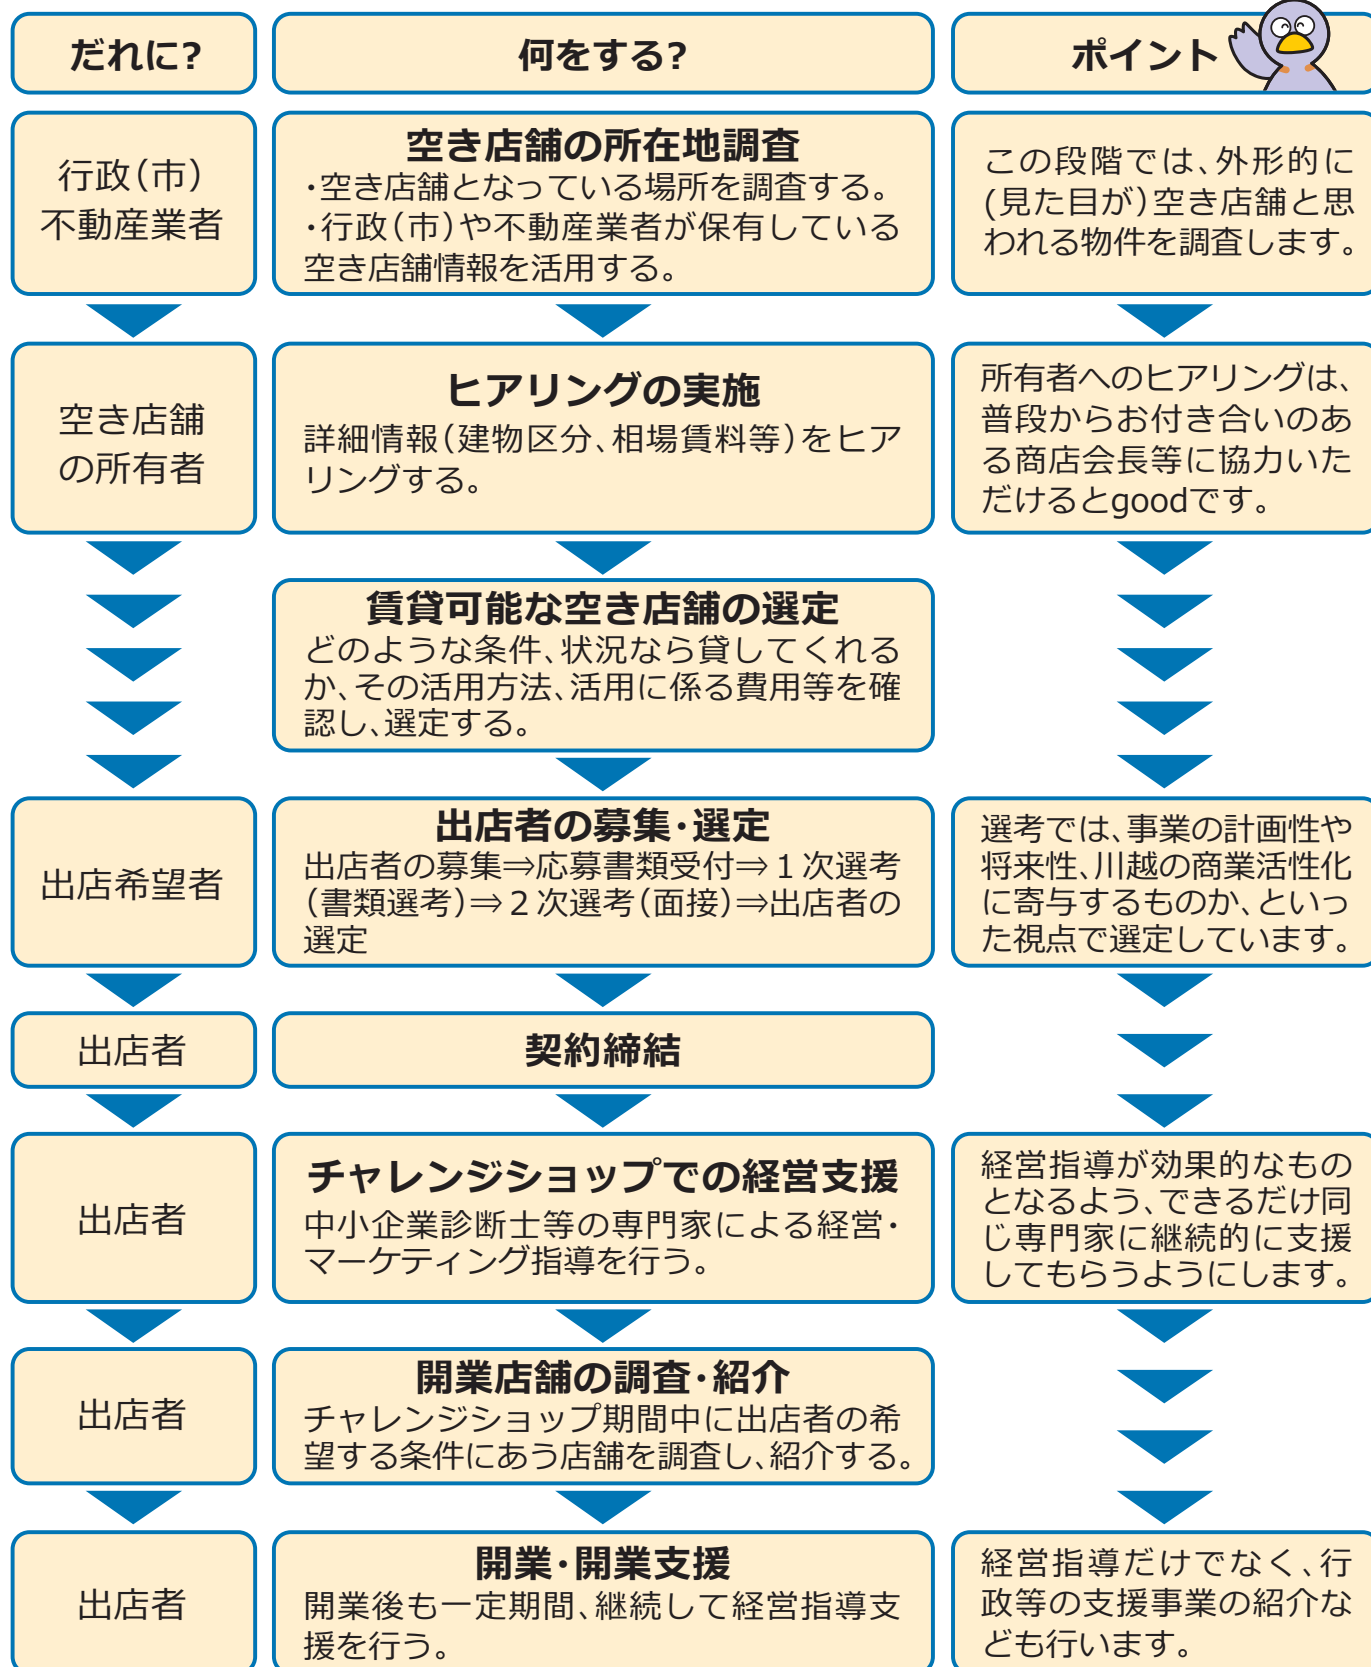 だれに?
何をする?
ポイント
行政(市)
不動産業者
空き店舗の所在地調査
・空き店舗となっている場所を調査する。
・行政(市)や不動産業者が保有している
空き店舗情報を活用する。
この段階では、外形的に
(見た目が)空き店舗と思
われる物件を調査します。
空き店舗
の所有者
ヒアリングの実施
詳細情報(建物区分、相場賃料等)をヒア
リングする。
所有者へのヒアリングは、
普段からお付き合いのあ
る商店会長等に協力いた
だけるとgoodです。
賃貸可能な空き店舗の選定
どのような条件、状況なら貸してくれる
か、その活用方法、活用に係る費用等を確
認し、選定する。
出店希望者
出店者の募集・選定
出店者の募集⇒応募書類受付⇒1次選考
(書類選考)⇒2次選考(面接)⇒出店者の
選定
選考では、事業の計画性や
将来性、川越の商業活性化
に寄与するものか、といっ
た視点で選定しています。
出店者
契約締結
出店者
チャレンジショップでの経営支援
中小企業診断士等の専門家による経営・
マーケティング指導を行う。
経営指導が効果的なもの
となるよう、できるだけ同
じ専門家に継続的に支援
してもらうようにします。
出店者
開業店舗の調査・紹介
チャレンジショップ期間中に出店者の希
望する条件にあう店舗を調査し、紹介する。
出店者
開業・開業支援
開業後も一定期間、継続して経営指導支
援を行う。
経営指導だけでなく、行
政等の支援事業の紹介な
ども行います。